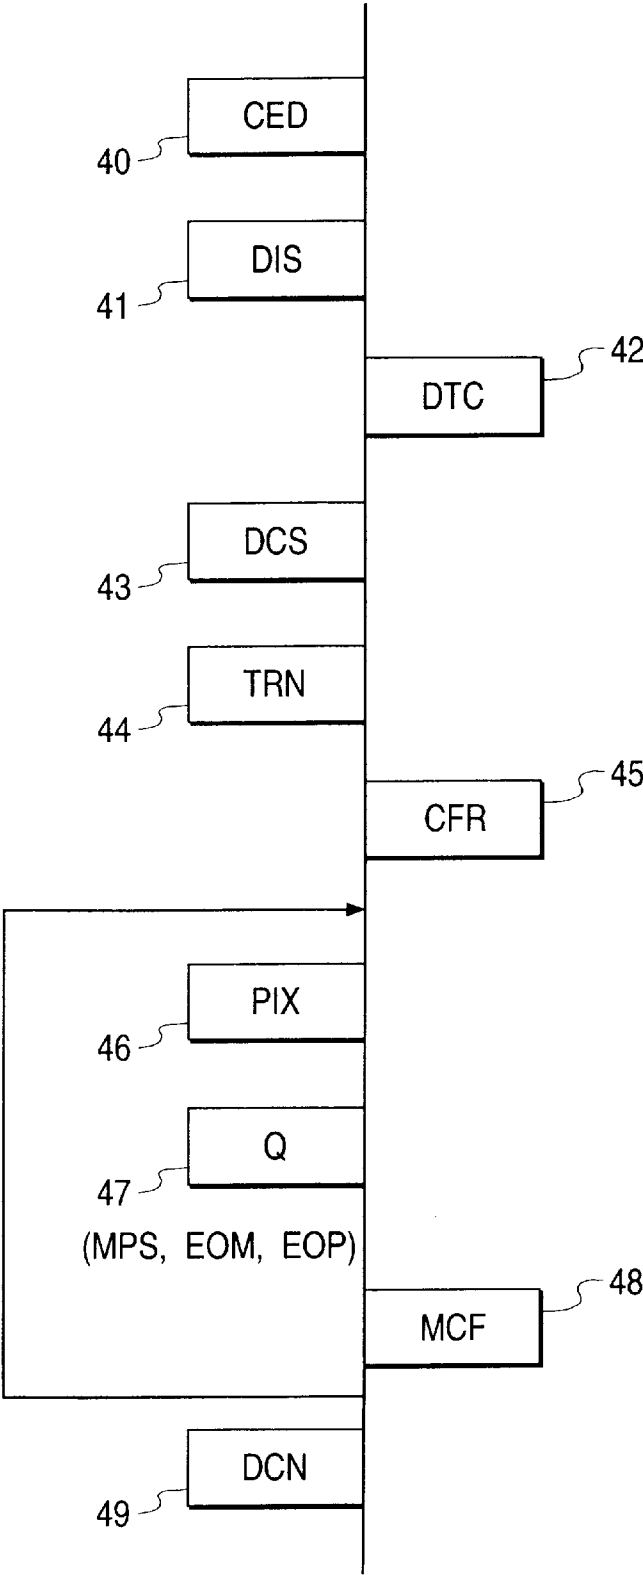 CED
40
DIS
41
42
DTC
DCS
43
TRN
44
45
CFR
PIX
46
Q
47
(MPS, EOM, EOP)
48
MCF
DCN
49